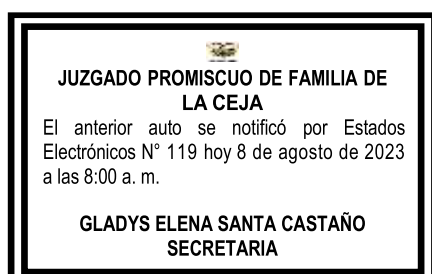 JUZGADO PROMISCUO DE FAMILIA DE
LA CEJA
El anterior auto se notificó por Estados
Electrónicos N° 119 hoy 8 de agosto de 2023
a las 8:00 a. m.
GLADYS ELENA SANTA CASTAÑO
SECRETARIA